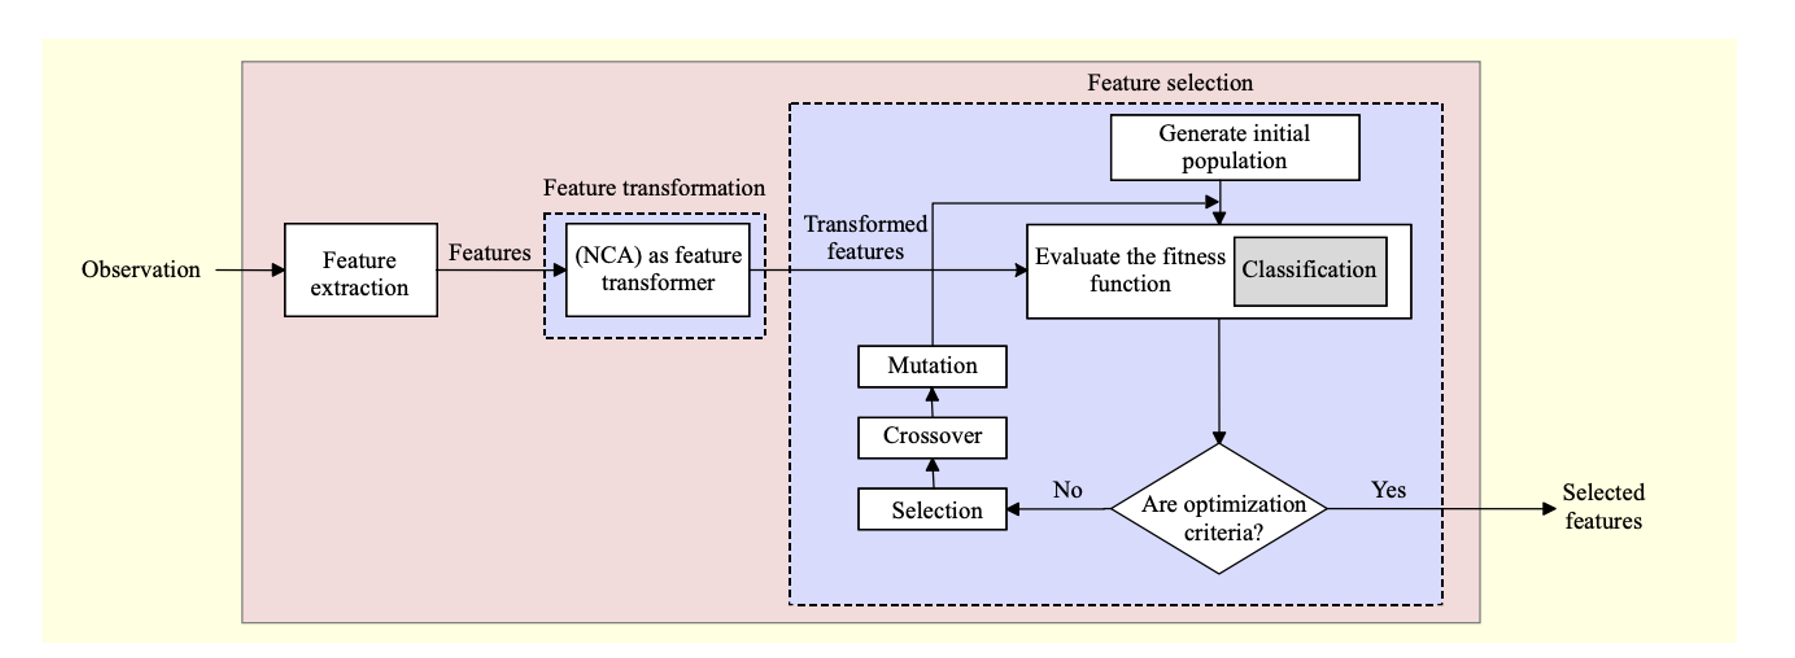 Feature selection
Generate initial
population
Feature transformation
Observation
Feature
extraction
Features
(NCA) as feature
transformer
Transformed
features
Evaluate the fitness
function
Classification
Mutation
Crossover
Selection
No
Are optimization
criteria?
Yes
Selected
features